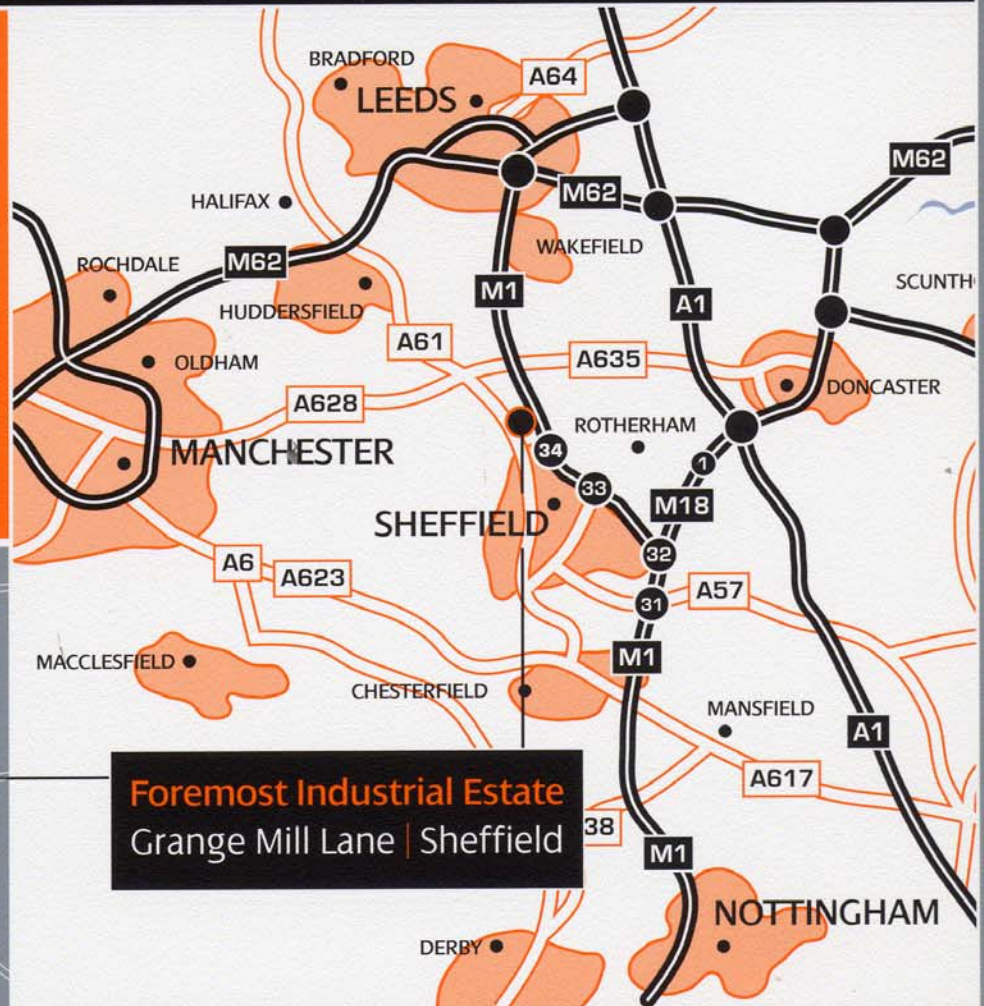 BRADFORD
LEEDS
A64
M62
HALIFAX
M62
WAKEFIELD
ROCHDALE
M62
M1
HUDDERSFIELD
A1
A61
OLDHAM
A635
DONCASTER
A628
ROTHERHAM
MANCHESTER
34
1
33
M18
SHEFFIELD
32
A6
A623
A57
31
MACCLESFIELD
M1
CHESTERFIELD
MANSFIELD
A1
A617
Foremost Industrial Estate
Grange Mill Lane | Sheffield
38
M1
NOTTINGHAM
DERBY